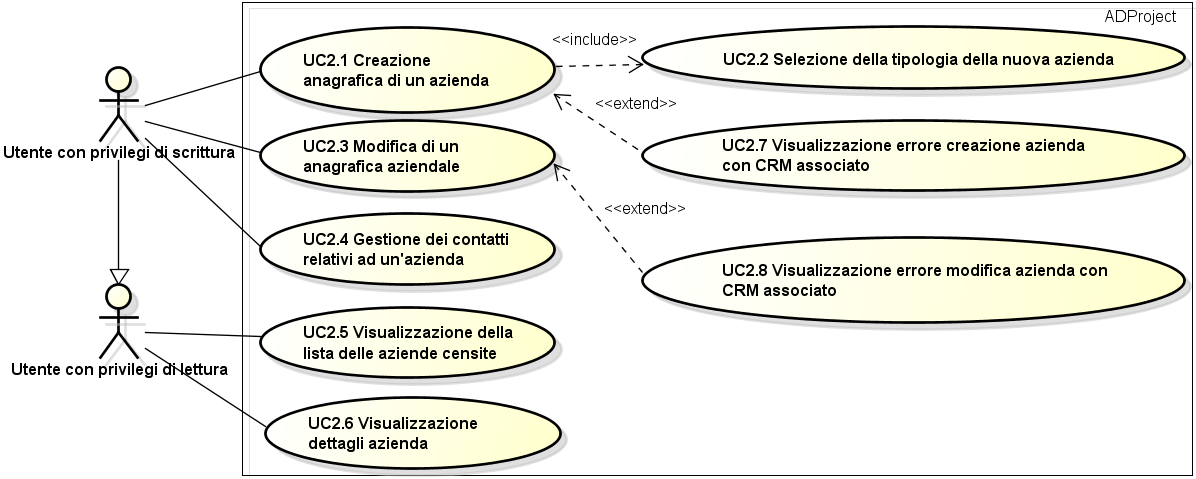 ADProject
UC2.1 Creazione
anagrafica di un azienda
<<include>>
UC2.2 Selezione della tipologia della nuova azienda
<<extend>>
Utente con privilegi di scrittura
UC2.3 Modifica di un
anagrafica aziendale
UC2.7 Visualizzazione errore creazione azienda
con CRM associato
<<extend>>
UC2.4 Gestione dei contatti
relativi ad un'azienda
UC2.8 Visualizzazione errore modifica azienda con
CRM associato
Utente con privilegi di lettura
UC2.5 Visualizzazione della
lista delle aziende censite
UC2.6 Visualizzazione
dettagli azienda